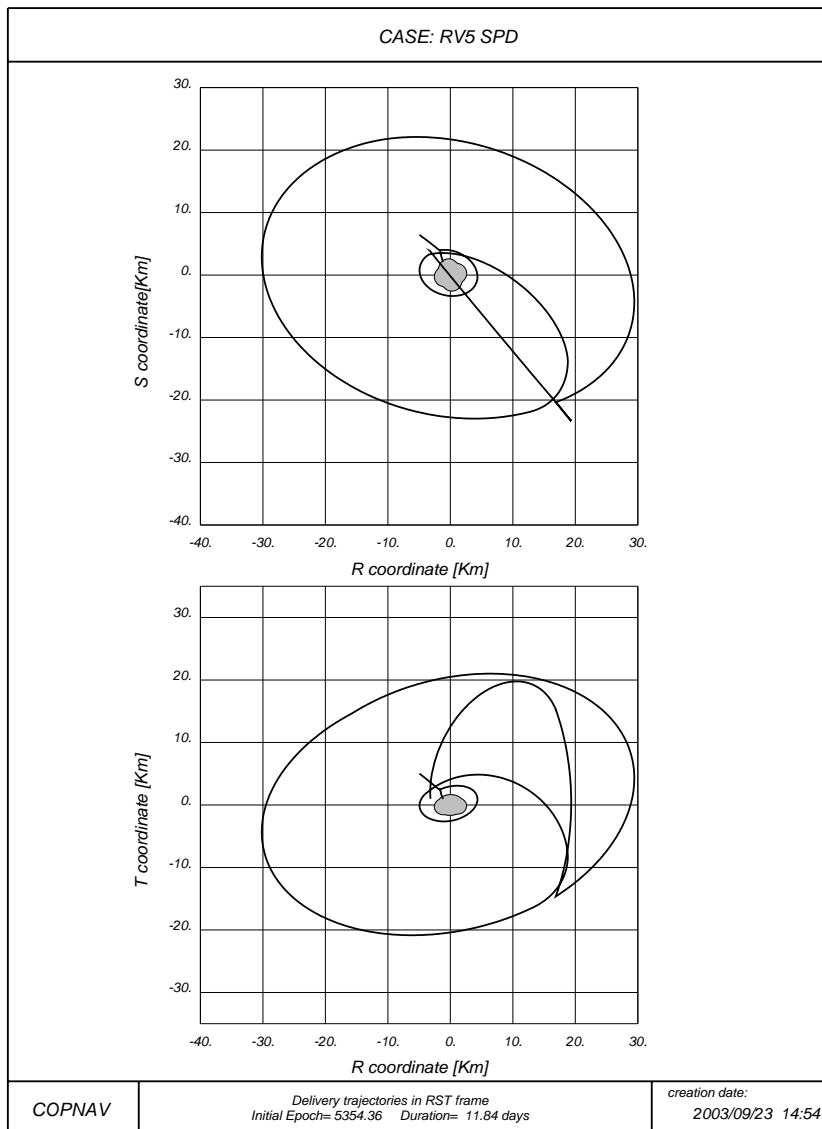 CASE: RV5 SPD
30.
20.
10.
0.
-10.
-20.
-30.
-40.
S coordinate[Km]
-40. -30. -20. -10. 0. 10. 20. 30.
R coordinate [Km]
30.
20.
10.
0.
-10.
-20.
-30.
T coordinate [Km]
-40. -30. -20. -10. 0. 10. 20. 30.
R coordinate [Km]
COPNAV
Delivery trajectories in RST frame
Initial Epoch= 5354.36 Duration= 11.84 days
creation date:
2003/09/23 14:54